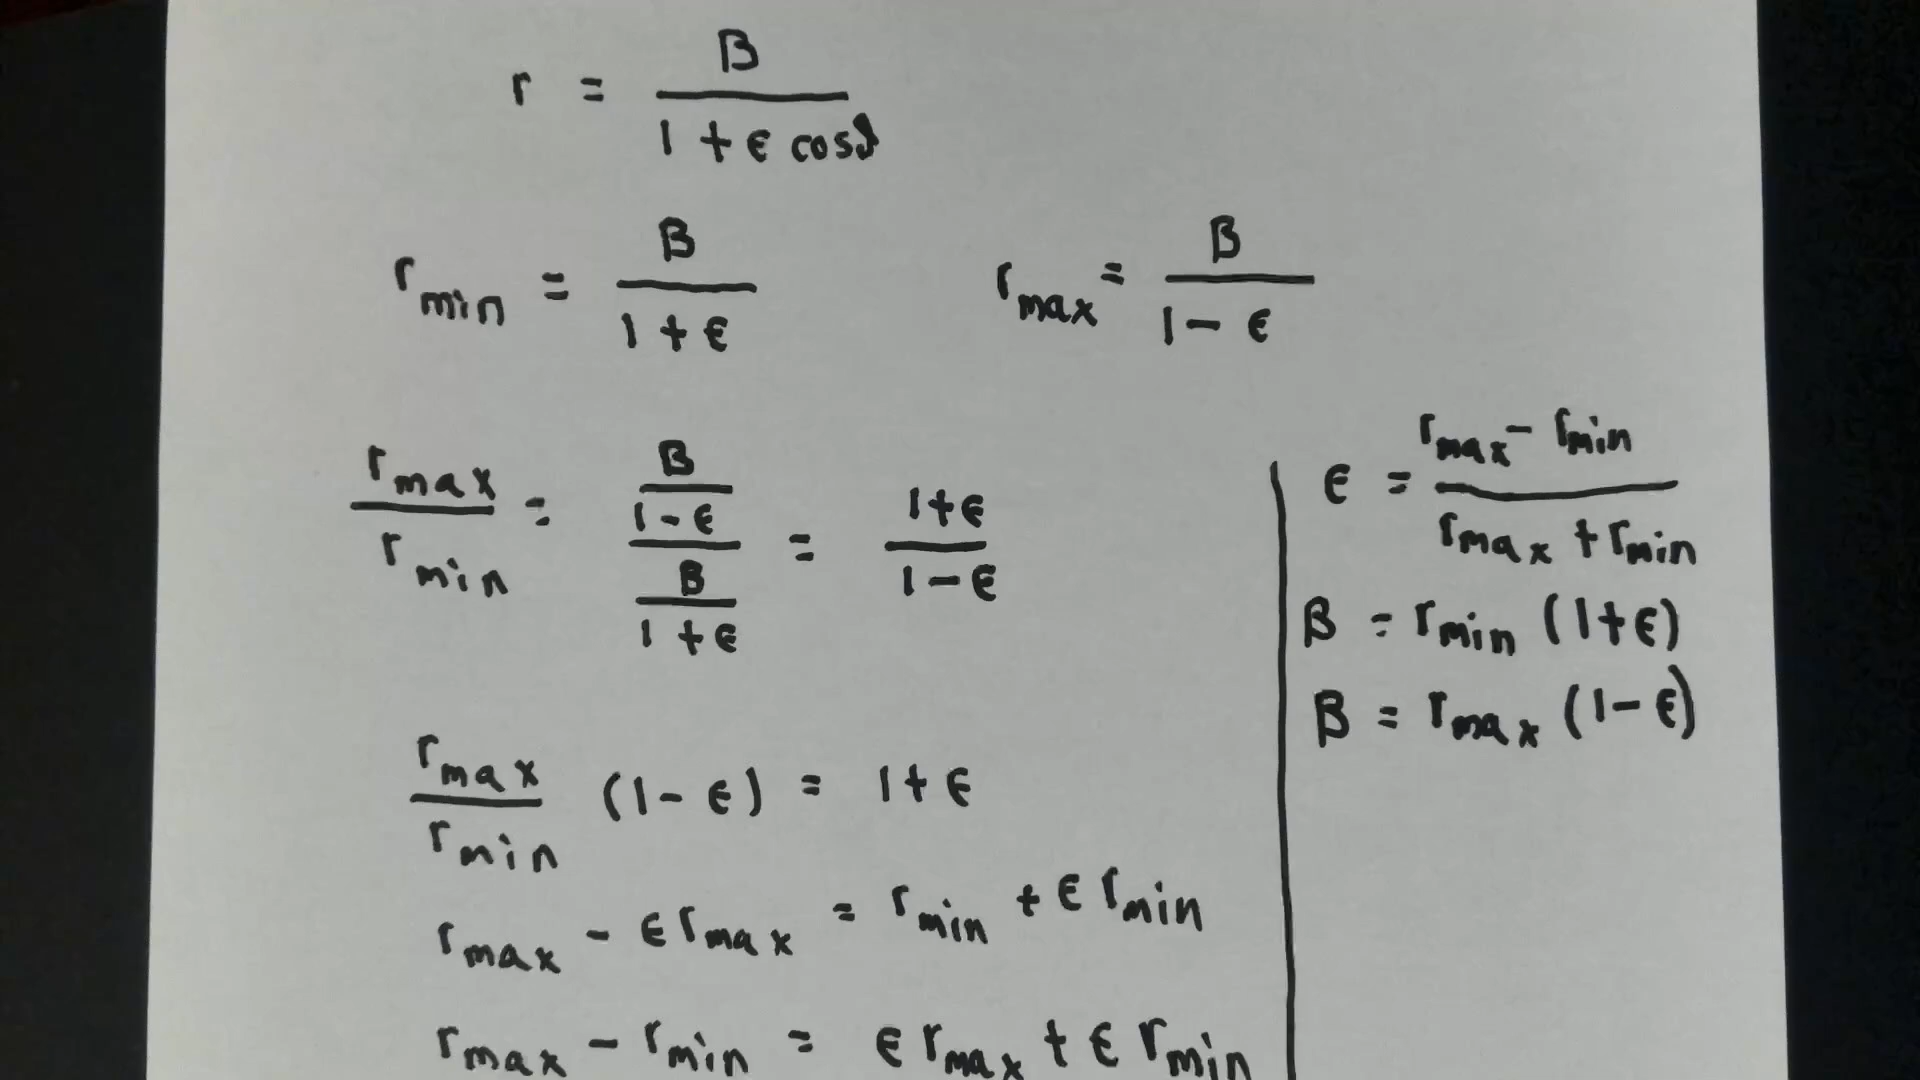 r = B / (1 + ϵ cosϑ)
r_min = B / (1 + ϵ)
r_max = B / (1 - ϵ)
r_max / r_min = (B / (1 - ϵ)) / (B / (1 + ϵ)) = (1 + ϵ) / (1 - ϵ)
r_max / r_min (1 - ϵ) = 1 + ϵ
r_max - ϵ r_max = r_min + ϵ r_min
r_max - r_min = ϵ r_max + ϵ r_min
ϵ = (r_max - r_min) / (r_max + r_min)
B = r_min (1 + ϵ)
B = r_max (1 - ϵ)